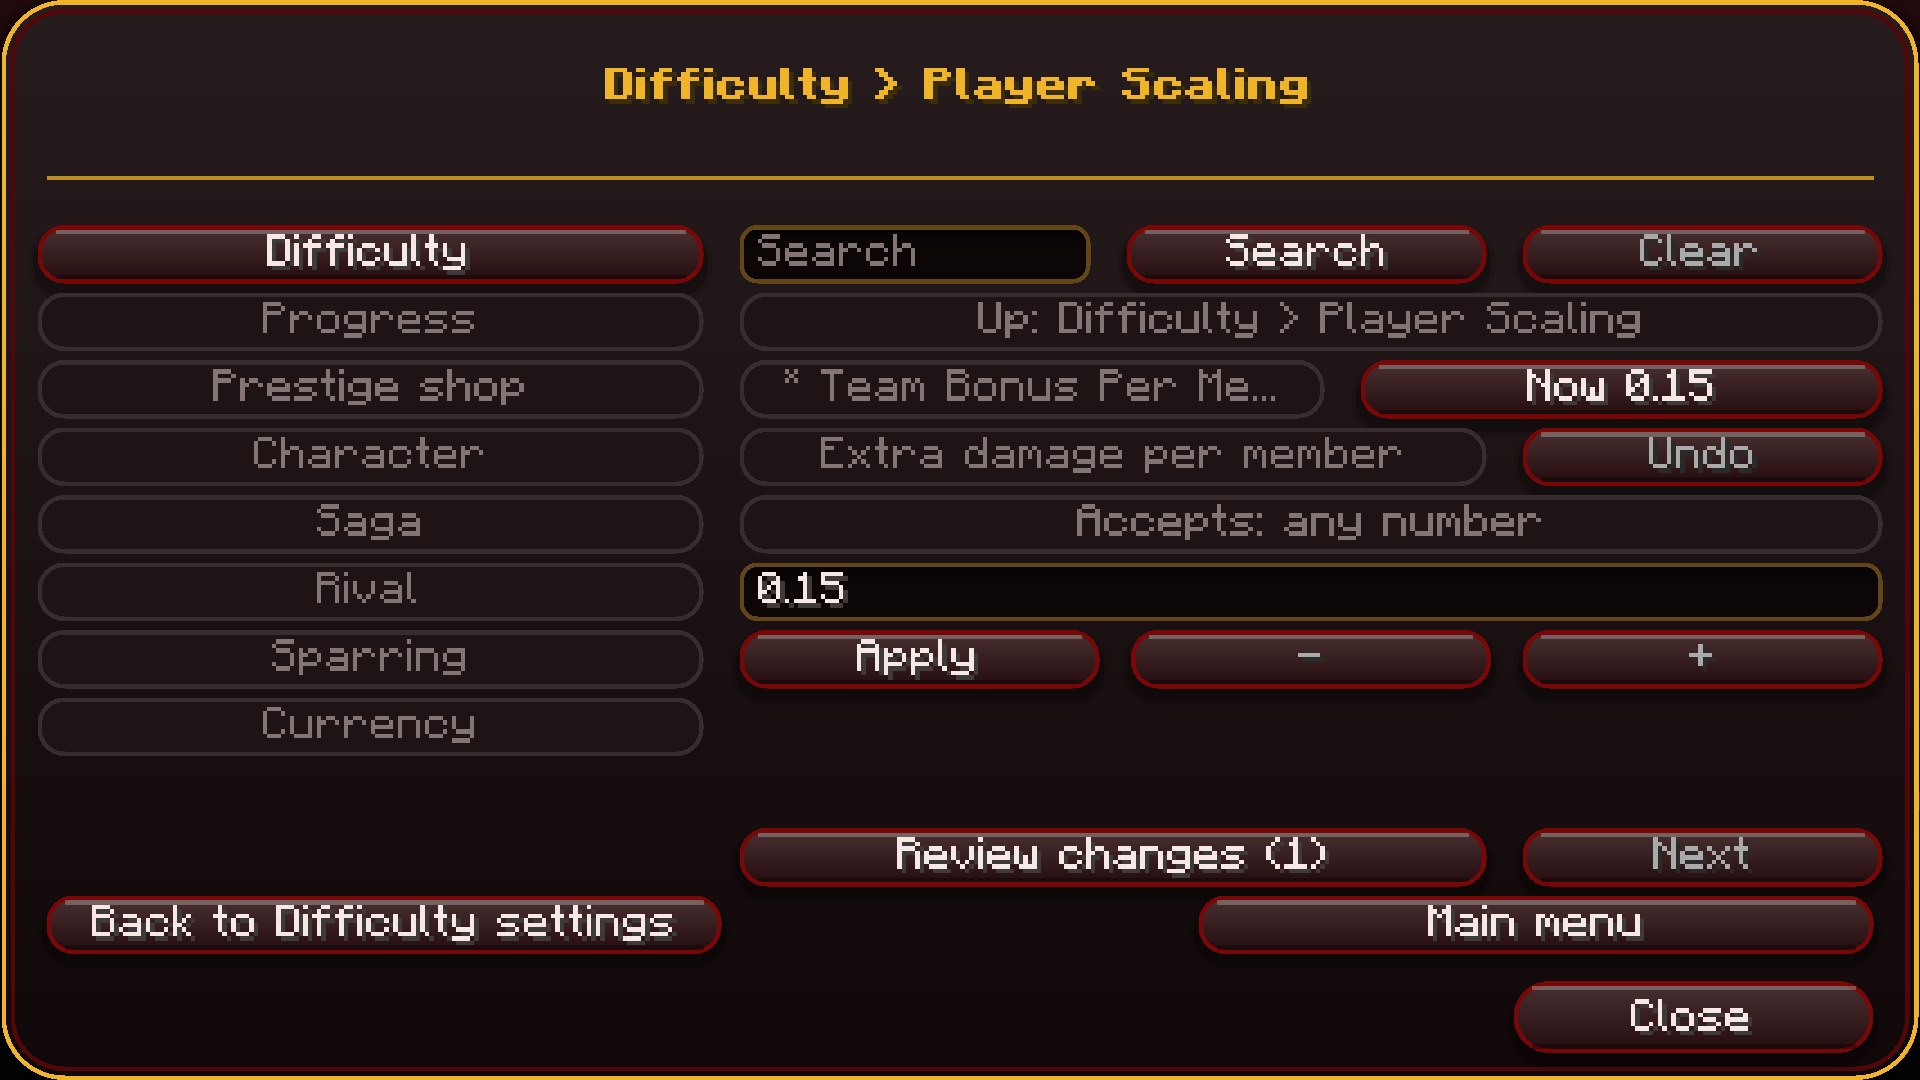 Difficulty > Player Scaling
Difficulty
Search
Search
Clear
Progress
Up: Difficulty > Player Scaling
Prestige shop
* Team Bonus Per Me...
Now 0.15
Character
Extra damage per member
Undo
Saga
Accepts: any number
Rival
0.15
Sparring
Apply
-
+
Currency
Review changes (1)
Next
Back to Difficulty settings
Main menu
Close